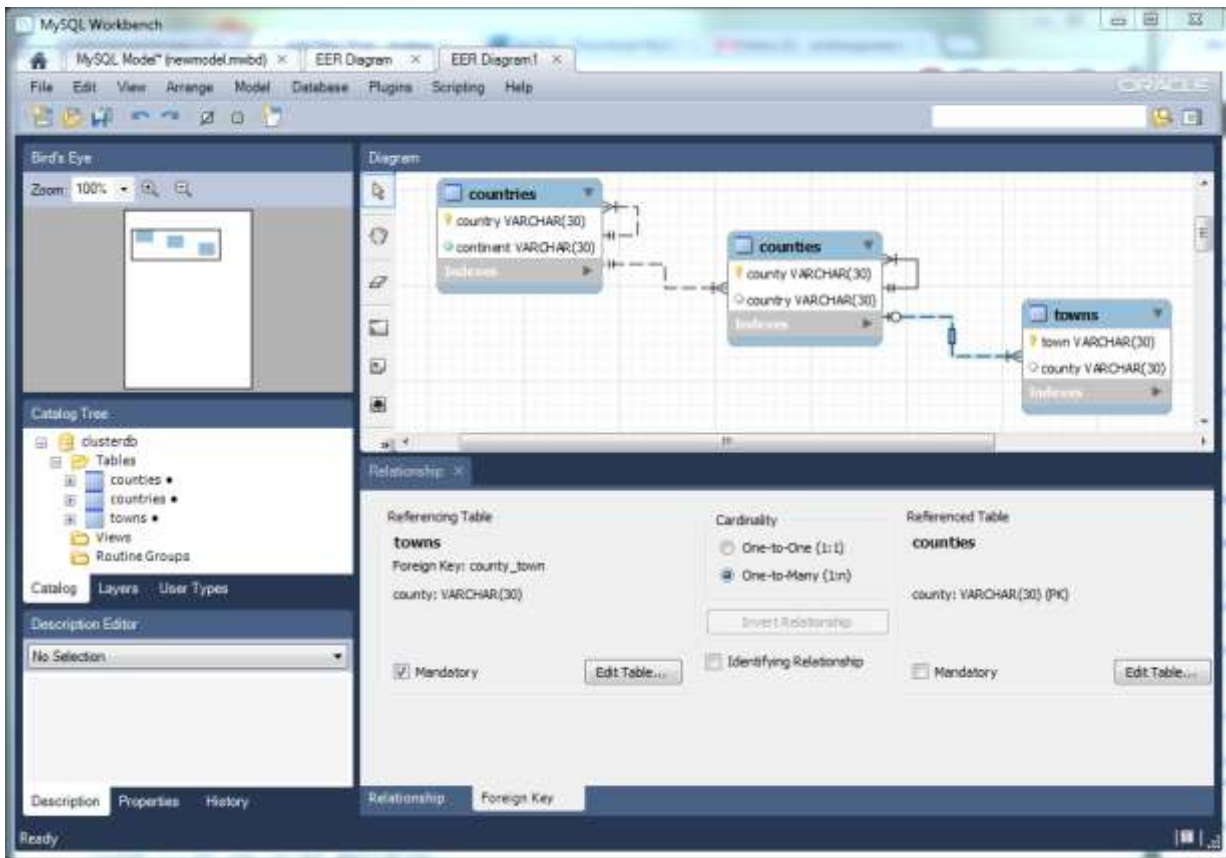 MySQL Workbench
MySQL Model* (newmodel.mwbd) × EER Diagram × EER Diagram1 ×
File Edit View Arrange Model Database Plugins Scripting Help
ORACLE
Bird's Eye
Zoom: 100%
Diagram
countries
country VARCHAR(30)
continent VARCHAR(30)
Indexes
counties
county VARCHAR(30)
country VARCHAR(30)
Indexes
towns
town VARCHAR(30)
county VARCHAR(30)
Indexes
Catalog Tree
clusterdb
Tables
counties
countries
towns
Views
Routine Groups
Catalog Layers User Types
Description Editor
No Selection
Description Properties History
Relationship ×
Referencing Table
towns
Foreign Key: county_town
county: VARCHAR(30)
Mandatory
Edit Table...
Cardinality
One-to-One (1:1)
One-to-Many (1:n)
Invert Relationship
Identifying Relationship
Referenced Table
counties
county: VARCHAR(30) (PK)
Mandatory
Edit Table...
Relationship Foreign Key
Ready